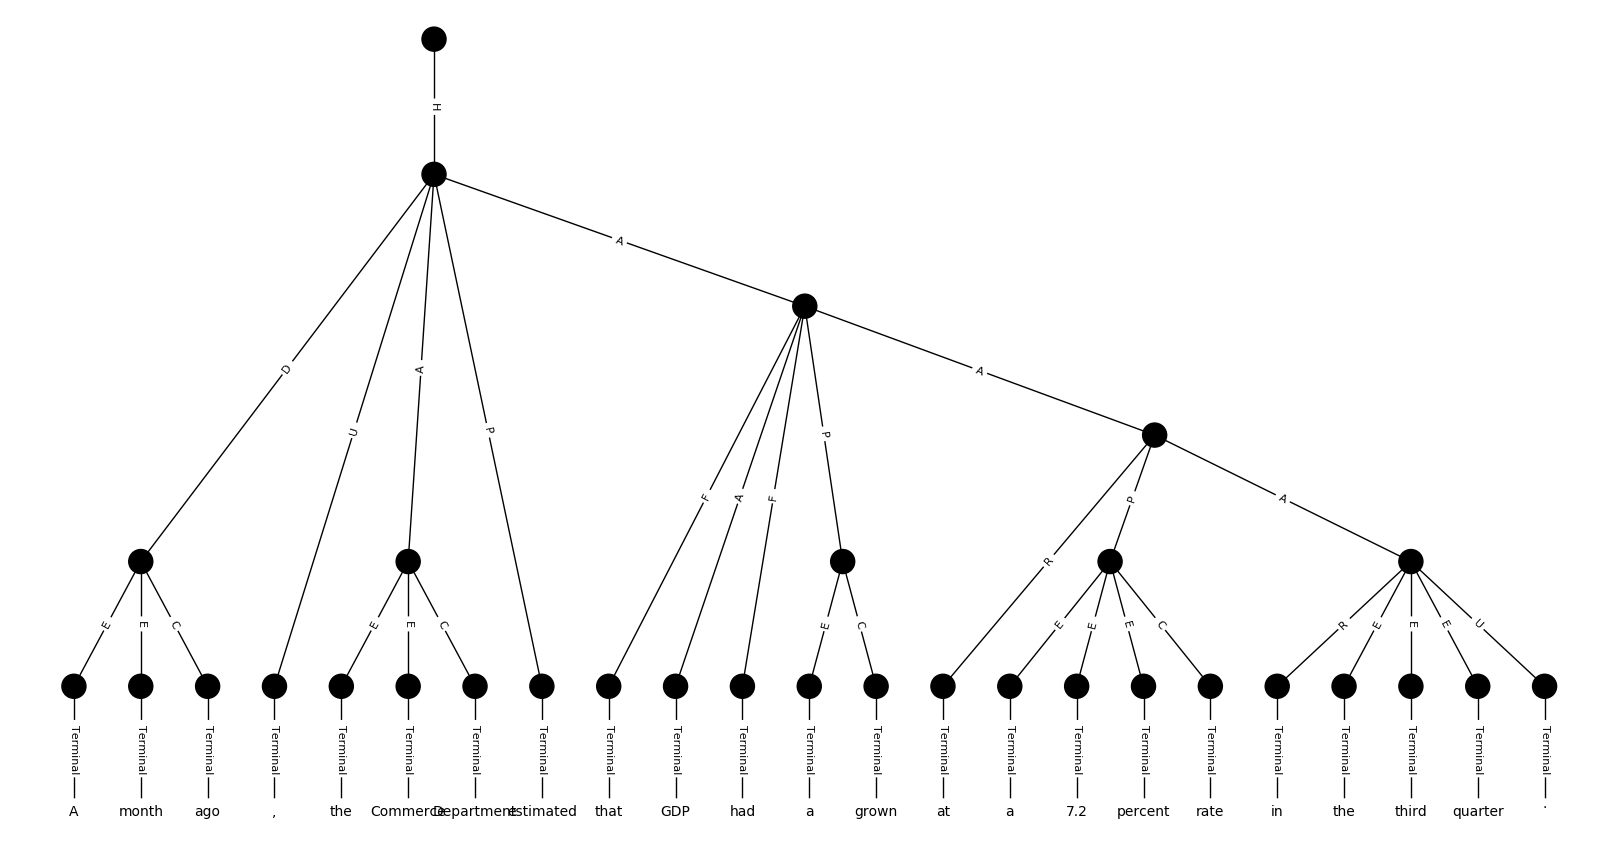 H
A
D
A
A
U
P
P
F
A
F
P
A
R
E
E
C
E
E
C
E
C
E
E
E
C
R
E
E
E
U
Terminal Terminal Terminal Terminal Terminal Terminal Terminal Terminal Terminal Terminal Terminal Terminal Terminal Terminal Terminal Terminal Terminal Terminal Terminal Terminal Terminal Terminal Terminal
A month ago , the Commerce Department estimated that GDP had a grown at a 7.2 percent rate in the third quarter .